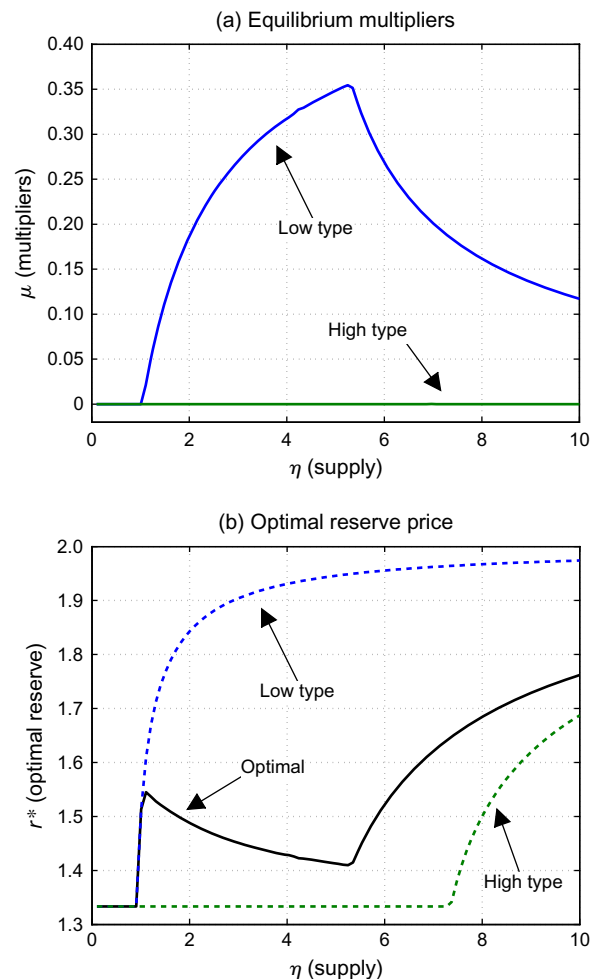 (a) Equilibrium multipliers
0.40
0.35
0.30
0.25
0.20
0.15
0.10
0.05
0
μ (multipliers)
Low type
High type
0 2 4 6 8 10
η (supply)
(b) Optimal reserve price
2.0
1.9
1.8
1.7
1.6
1.5
1.4
1.3
r* (optimal reserve)
Low type
Optimal
High type
0 2 4 6 8 10
η (supply)